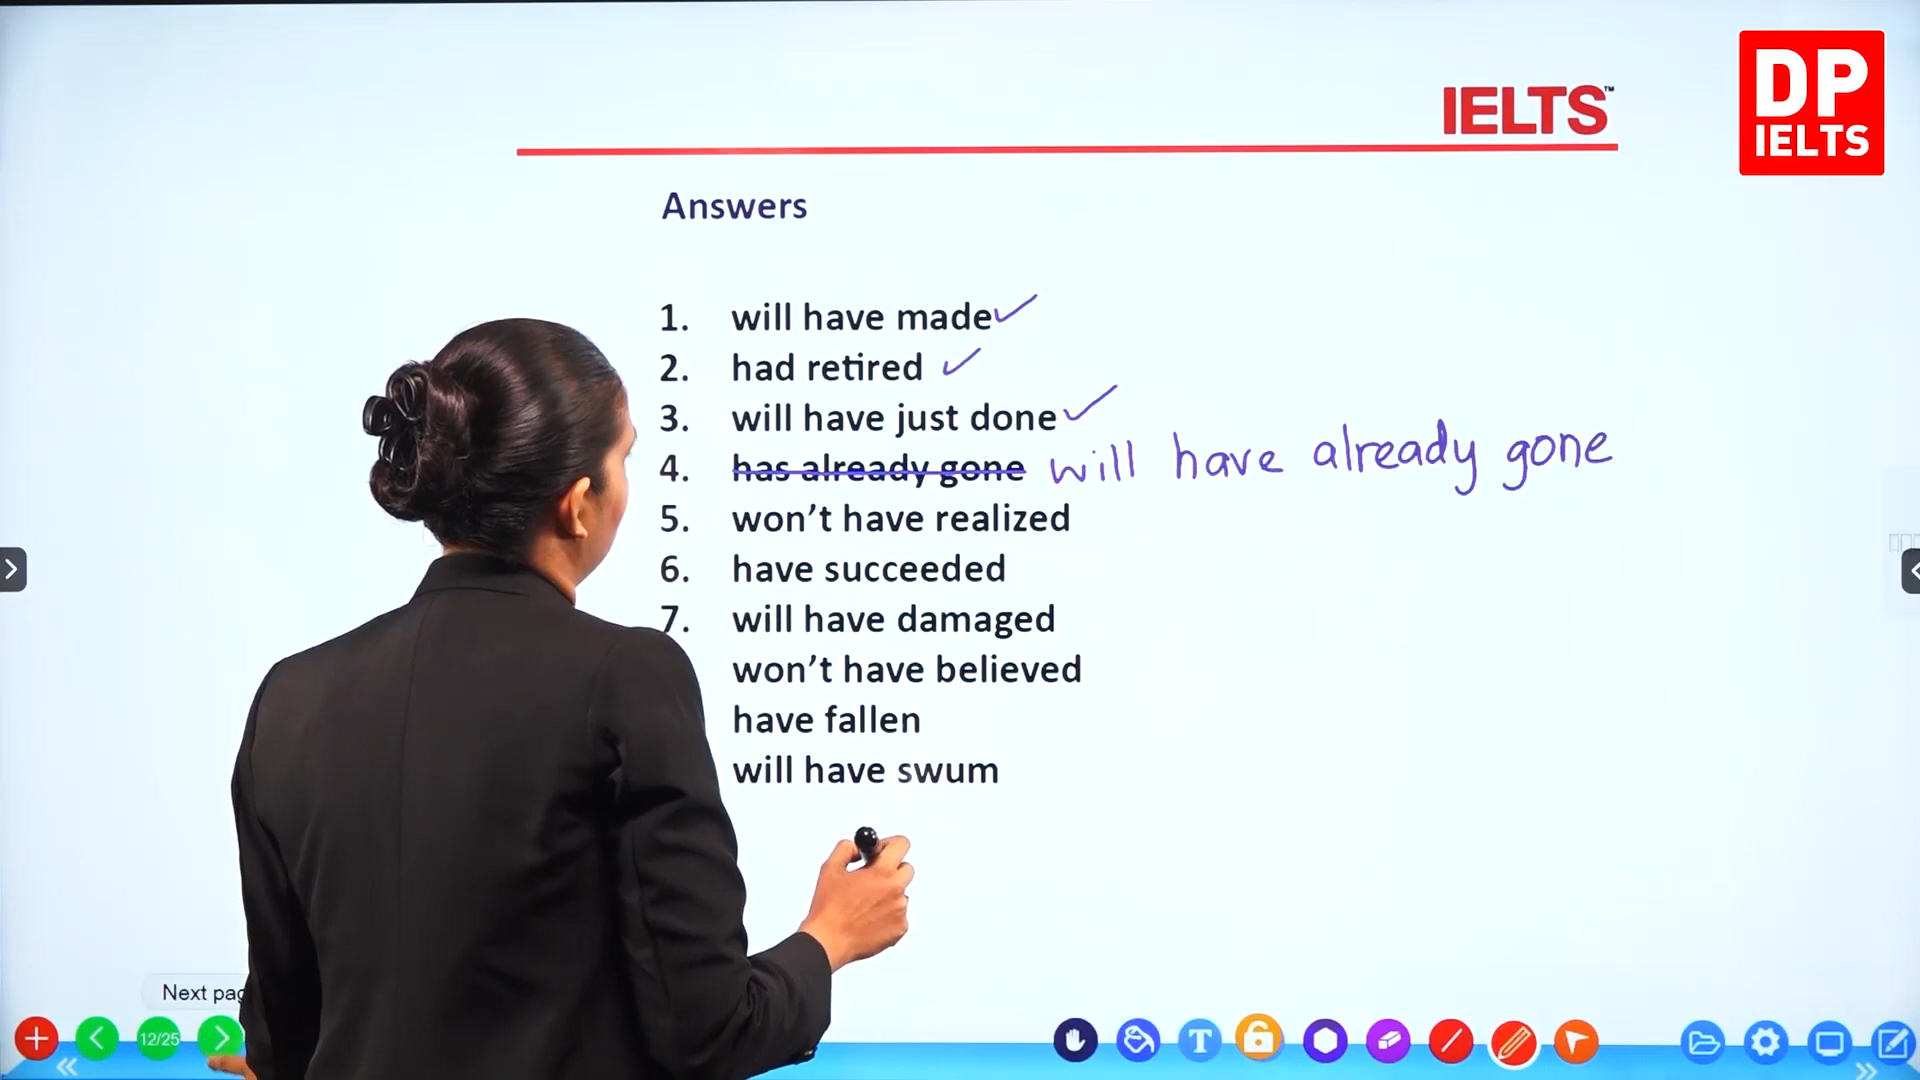 DP
IELTS
IELTS™
Answers
1. will have made
2. had retired
3. will have just done
4. has already gone will have already gone
5. won't have realized
6. have succeeded
7. will have damaged
won't have believed
have fallen
will have swum
Next pag
12/25
T